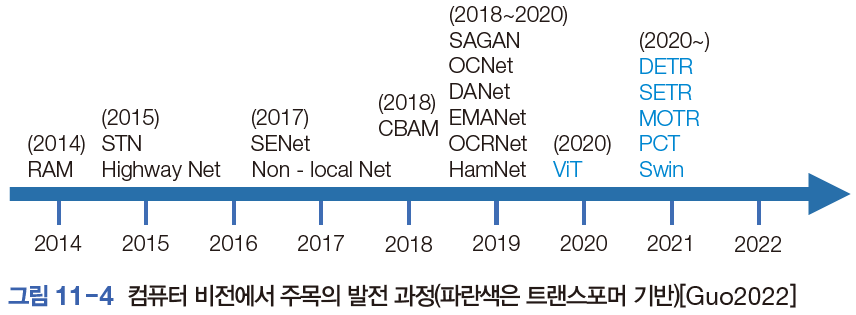 (2014)
RAM
(2015)
STN
Highway Net
(2017)
SENet
Non - local Net
(2018)
CBAM
(2018~2020)
SAGAN
OCNet
DANet
EMANet
OCRNet
HamNet
(2020)
ViT
(2020~)
DETR
SETR
MOTR
PCT
Swin
2014 2015 2016 2017 2018 2019 2020 2021 2022
그림 11-4 컴퓨터 비전에서 주목의 발전 과정(파란색은 트랜스포머 기반)[Guo2022]